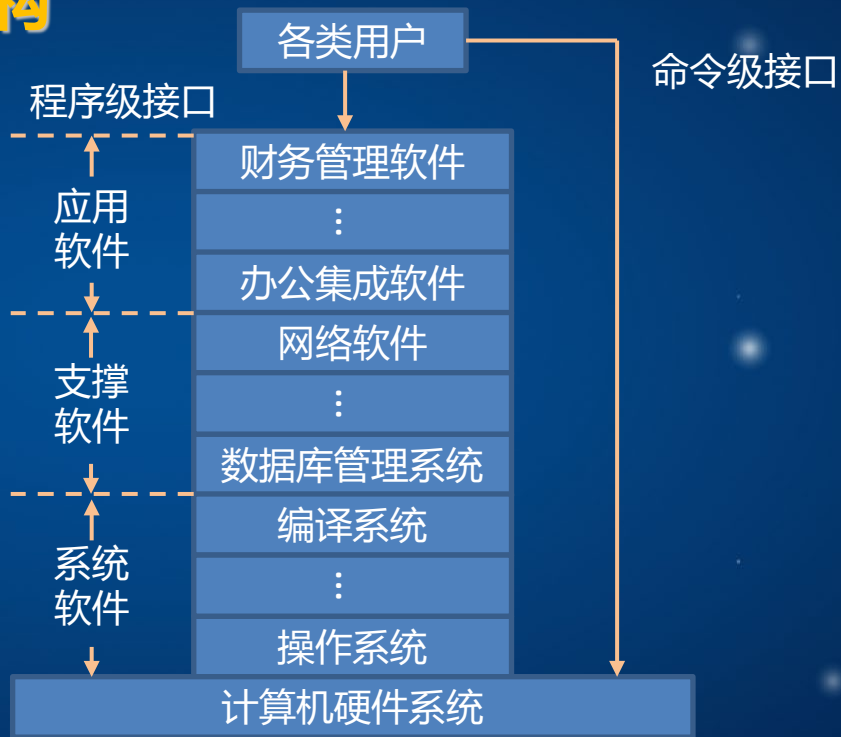 构
各类用户
命令级接口
程序级接口
财务管理软件
⋮
办公集成软件
应用
软件
网络软件
⋮
数据库管理系统
支撑
软件
编译系统
⋮
操作系统
系统
软件
计算机硬件系统